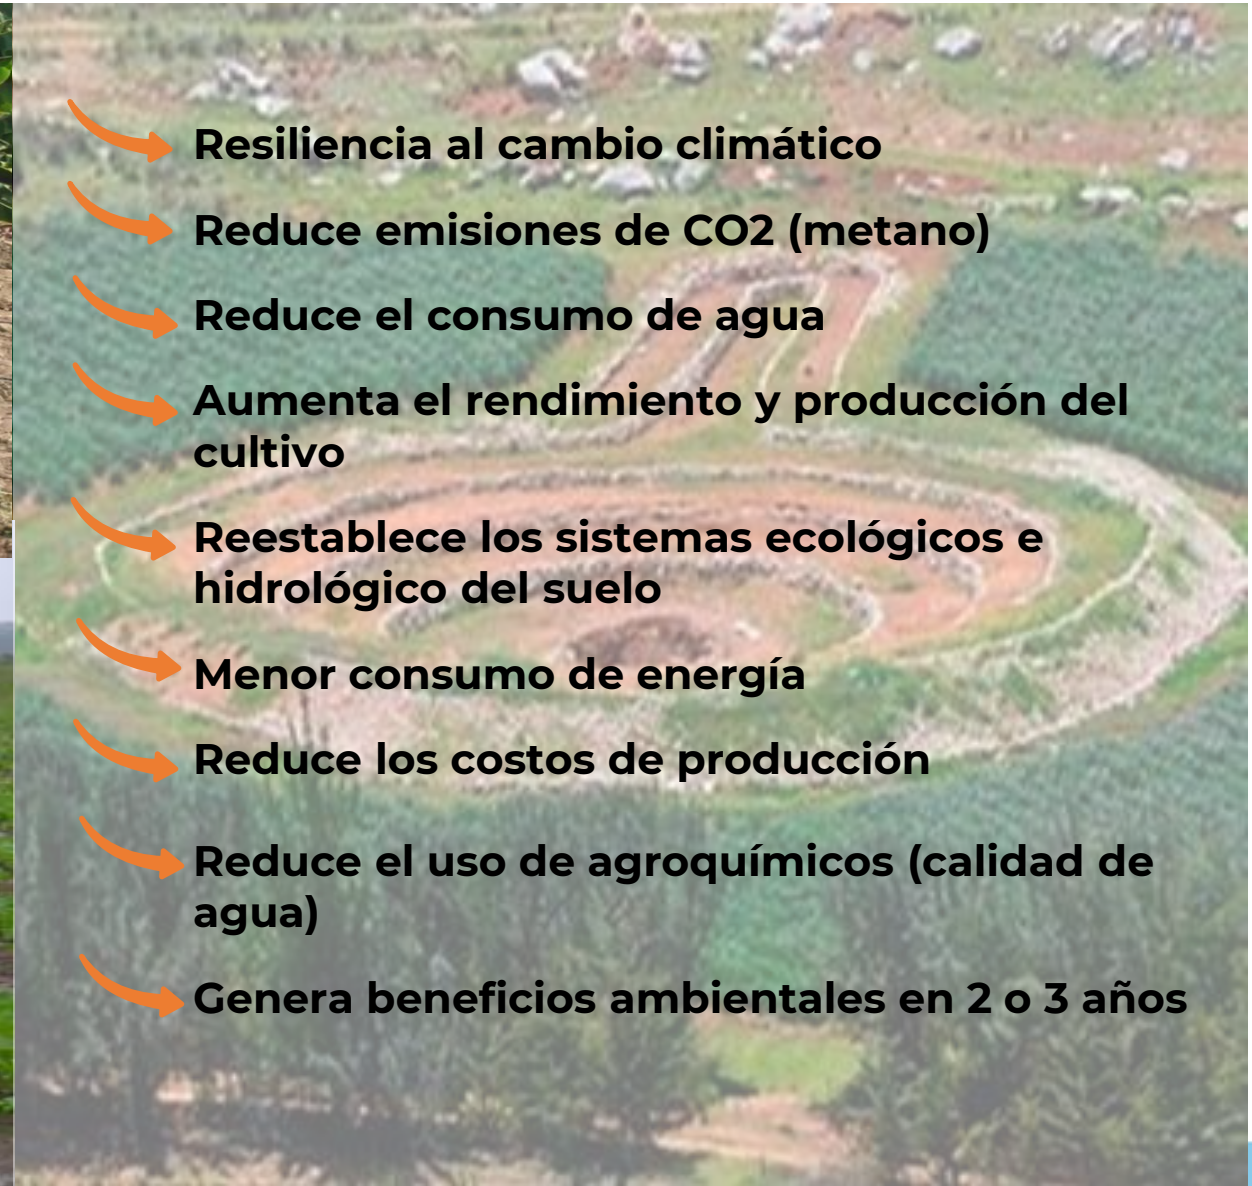 Resiliencia al cambio climático
Reduce emisiones de CO2 (metano)
Reduce el consumo de agua
Aumenta el rendimiento y producción del
cultivo
Reestablece los sistemas ecológicos e
hidrológico del suelo
Menor consumo de energía
Reduce los costos de producción
Reduce el uso de agroquímicos (calidad de
agua)
Genera beneficios ambientales en 2 o 3 años